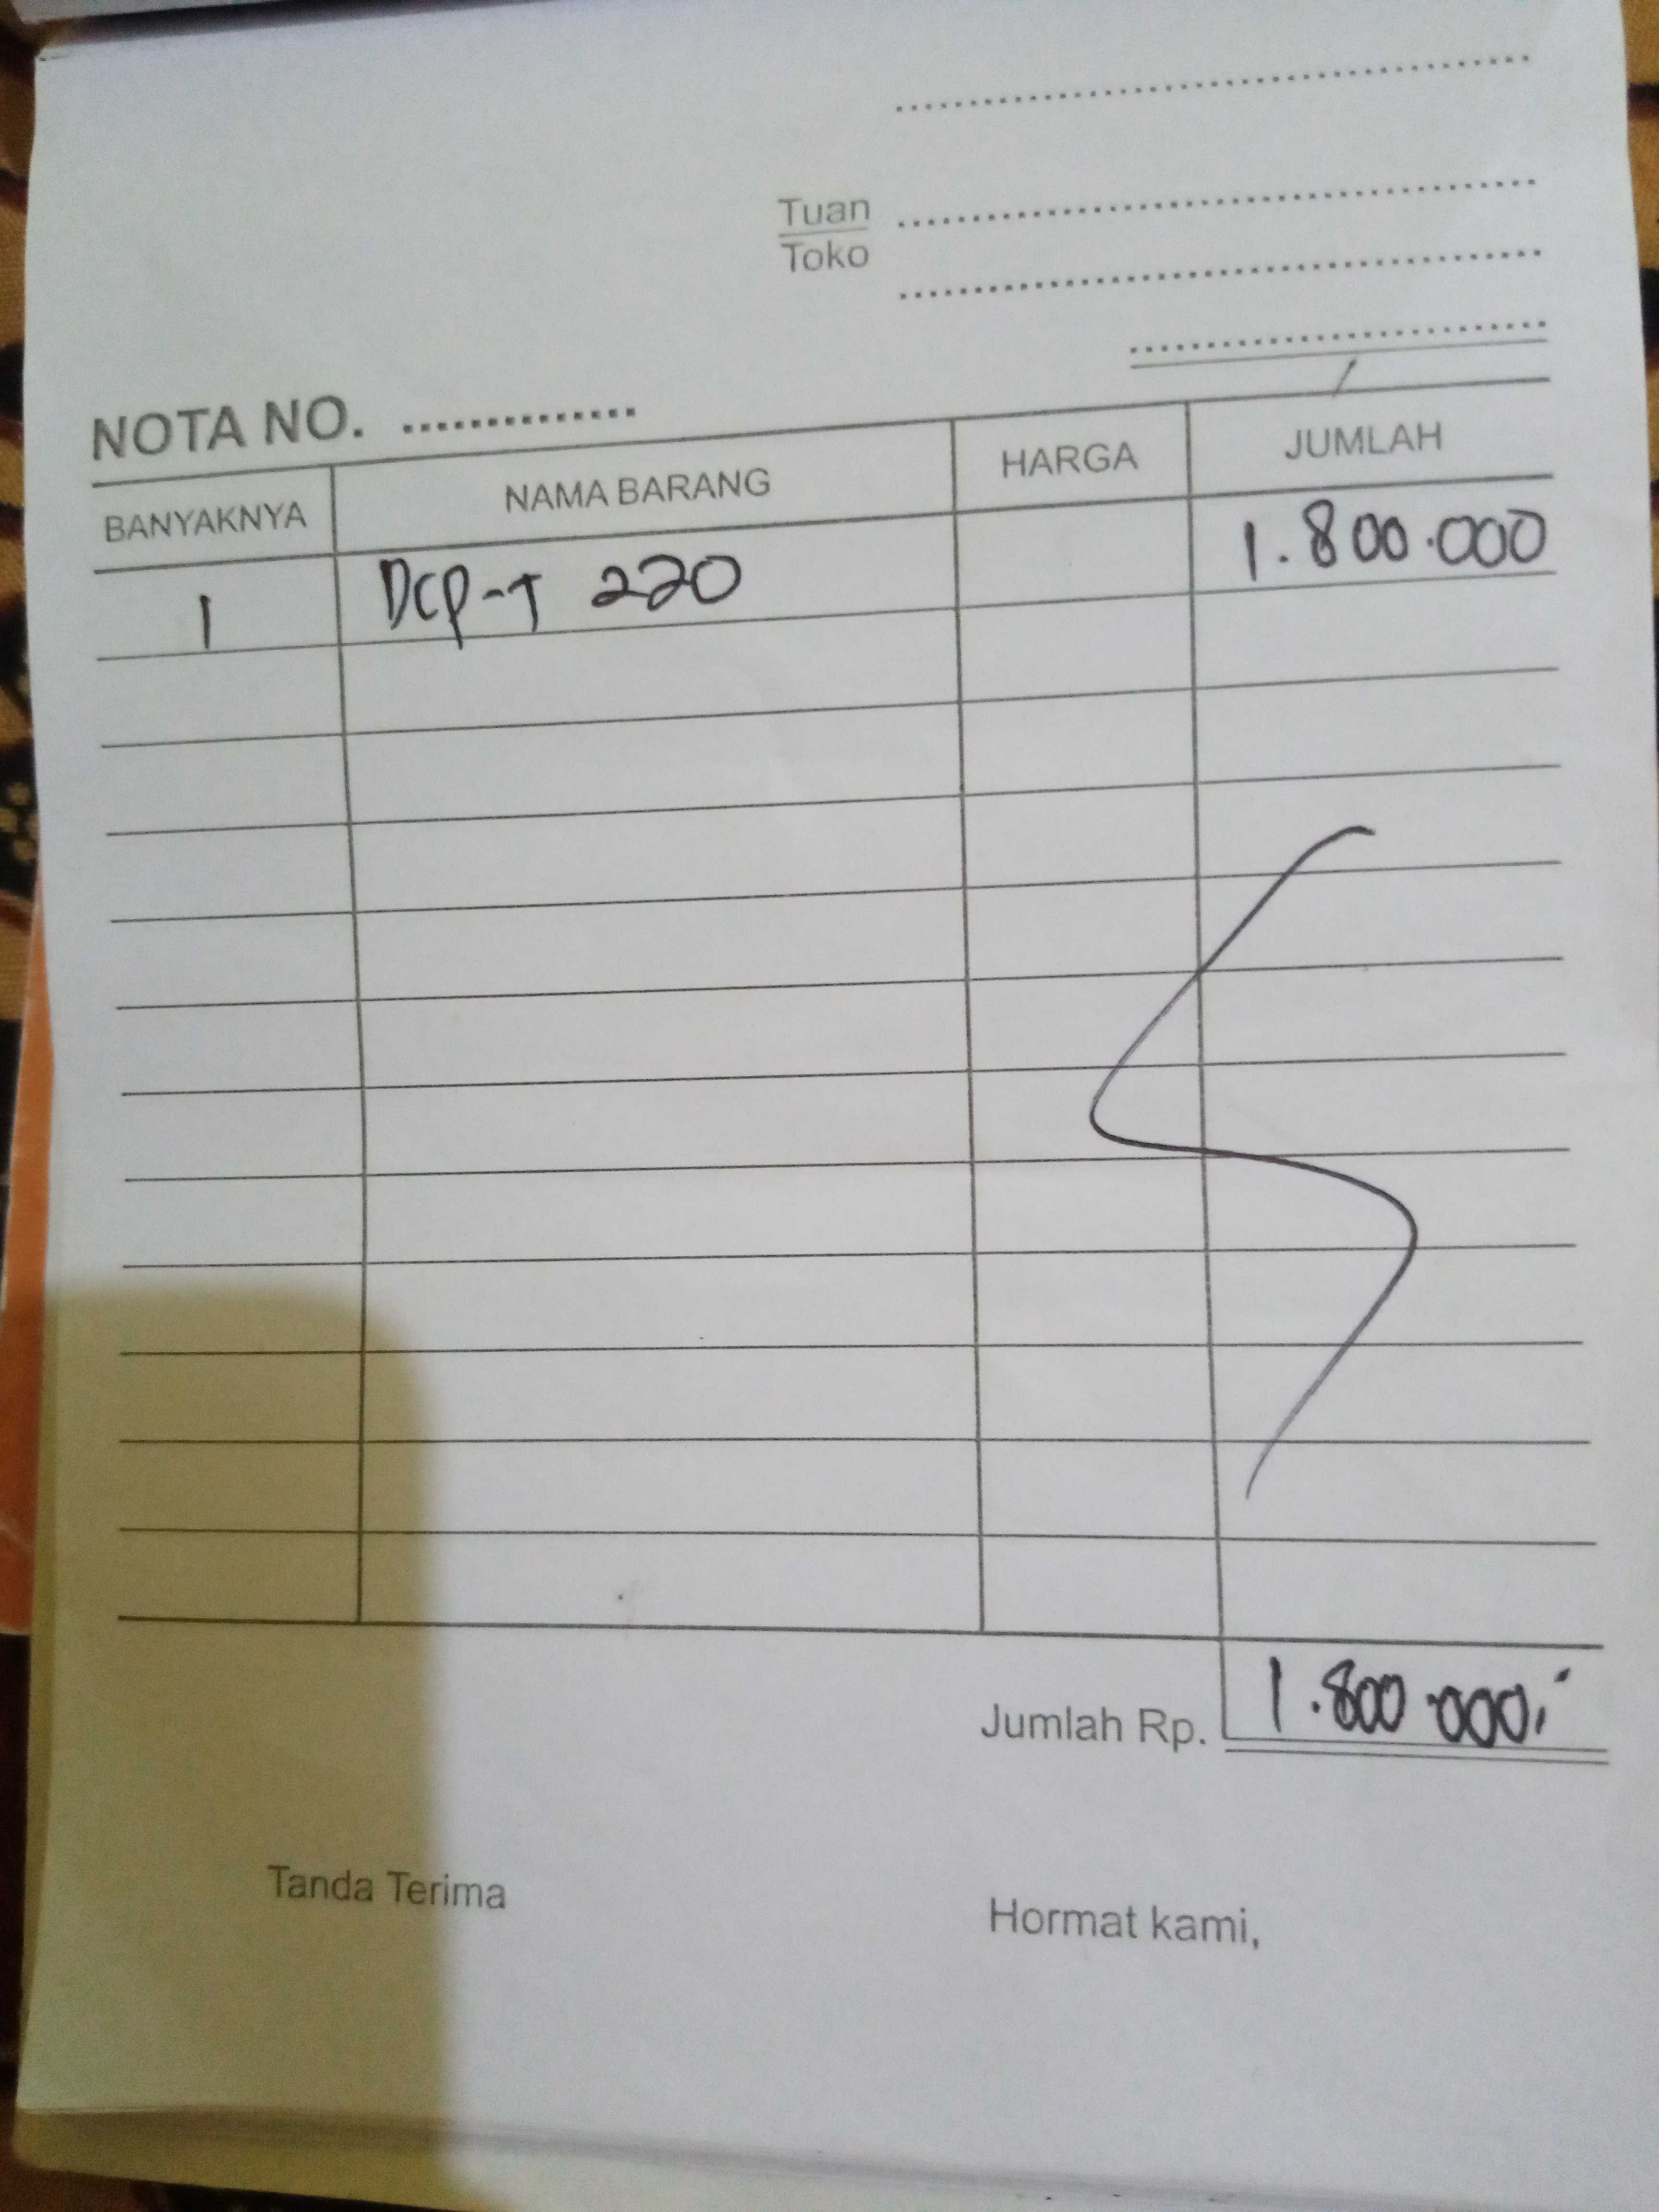 Tuan
Toko
NOTA NO.
BANYAKNYA NAMA BARANG HARGA JUMLAH
1 DCP-T 220 1.800.000
Jumlah Rp. 1.800.000,-
Tanda Terima Hormat kami,